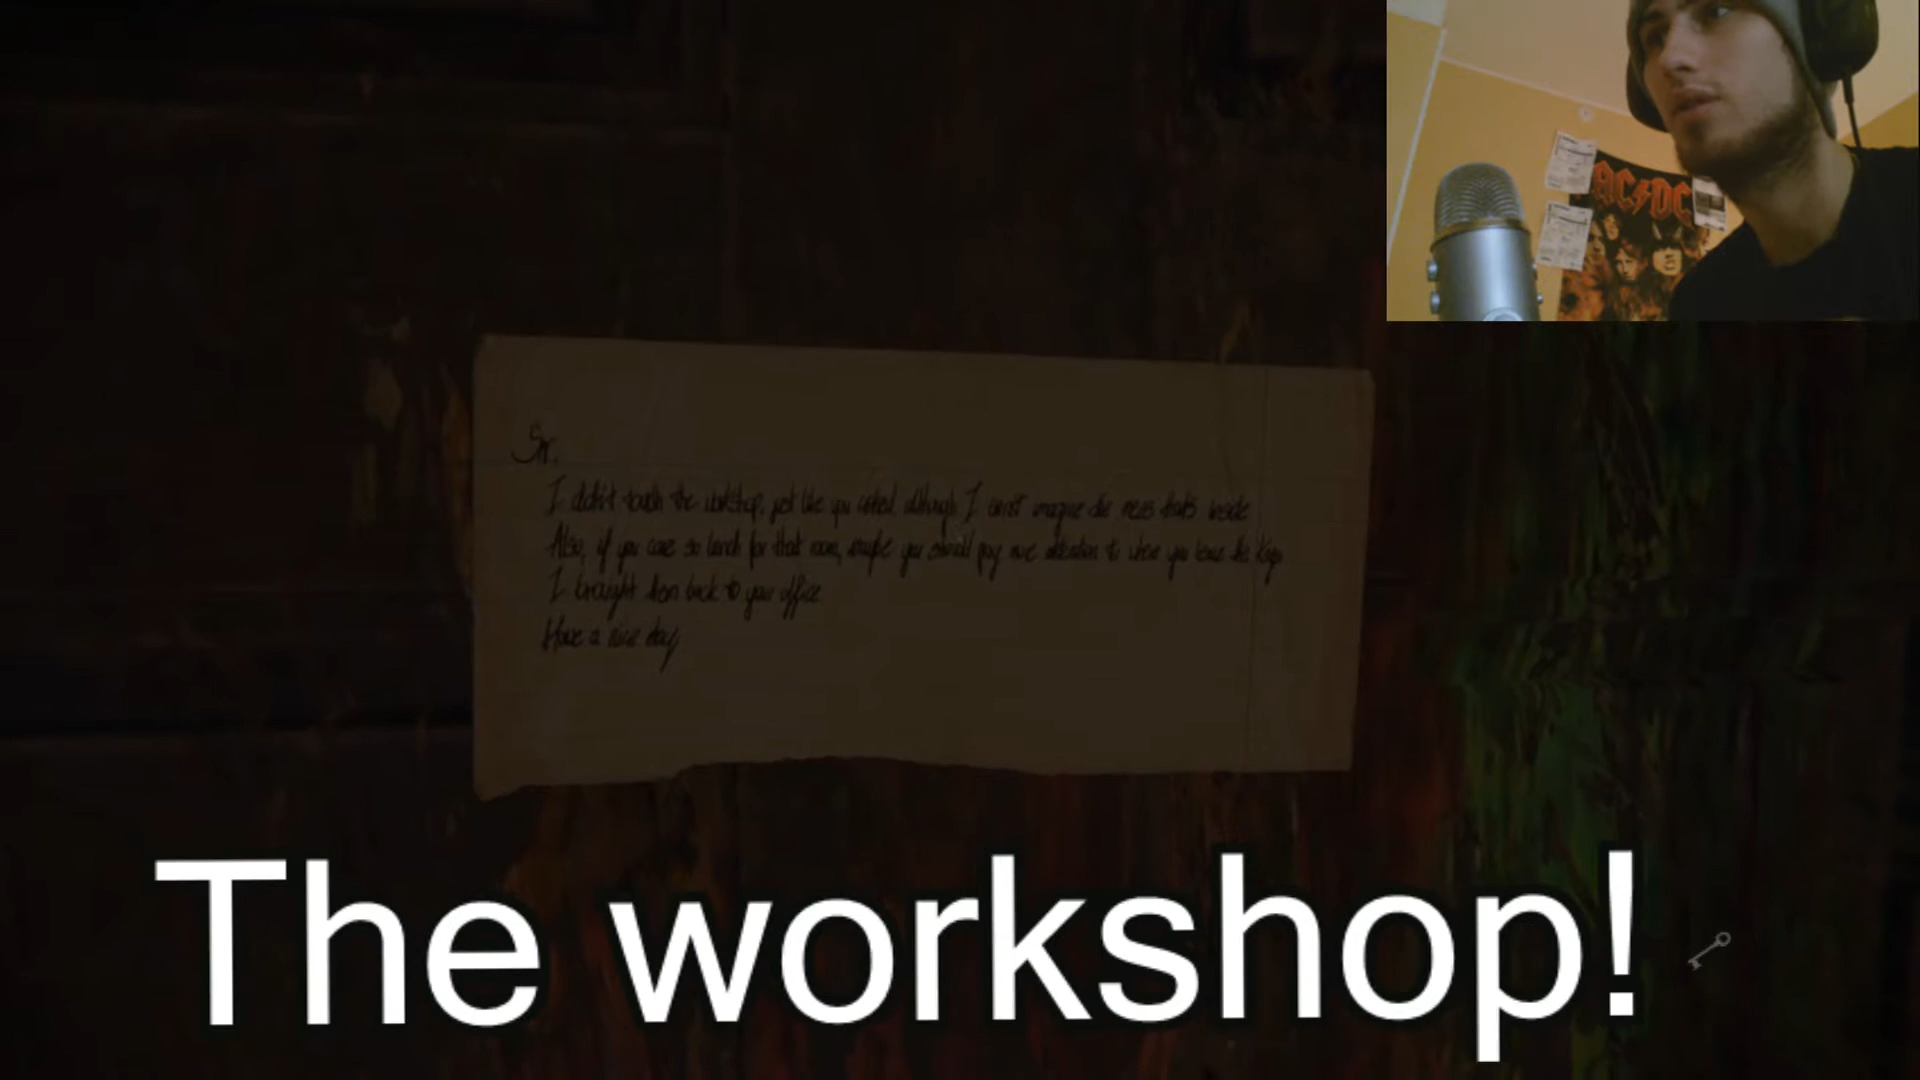 AC/DC
Sir.
I didn't touch the workshop, just like you asked although I can't imagine the mess that's inside
Also, if you care so much for that room, maybe you should pay more attention to where you leave the keys
I brought them back to your office
Have a nice day
The workshop!